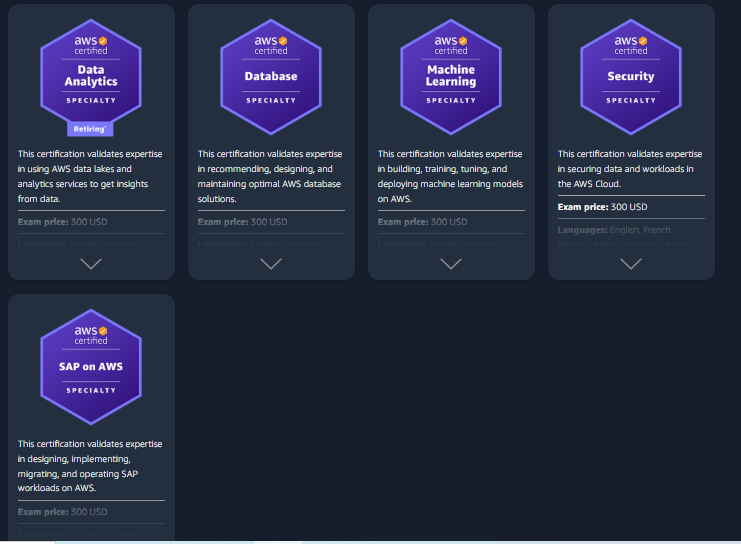 aws
certified
Data
Analytics
SPECIALTY
Retiring*
This certification validates expertise
in using AWS data lakes and
analytics services to get insights
from data.
Exam price: 300 USD
aws
certified
Database
SPECIALTY
This certification validates expertise
in recommending, designing, and
maintaining optimal AWS database
solutions.
Exam price: 300 USD
aws
certified
Machine
Learning
SPECIALTY
This certification validates expertise
in building, training, tuning, and
deploying machine learning models
on AWS.
Exam price: 300 USD
aws
certified
Security
SPECIALTY
This certification validates expertise
in securing data and workloads in
the AWS Cloud.
Exam price: 300 USD
Languages: English, French
aws
certified
SAP on AWS
SPECIALTY
This certification validates expertise
in designing, implementing,
migrating, and operating SAP
workloads on AWS.
Exam price: 300 USD